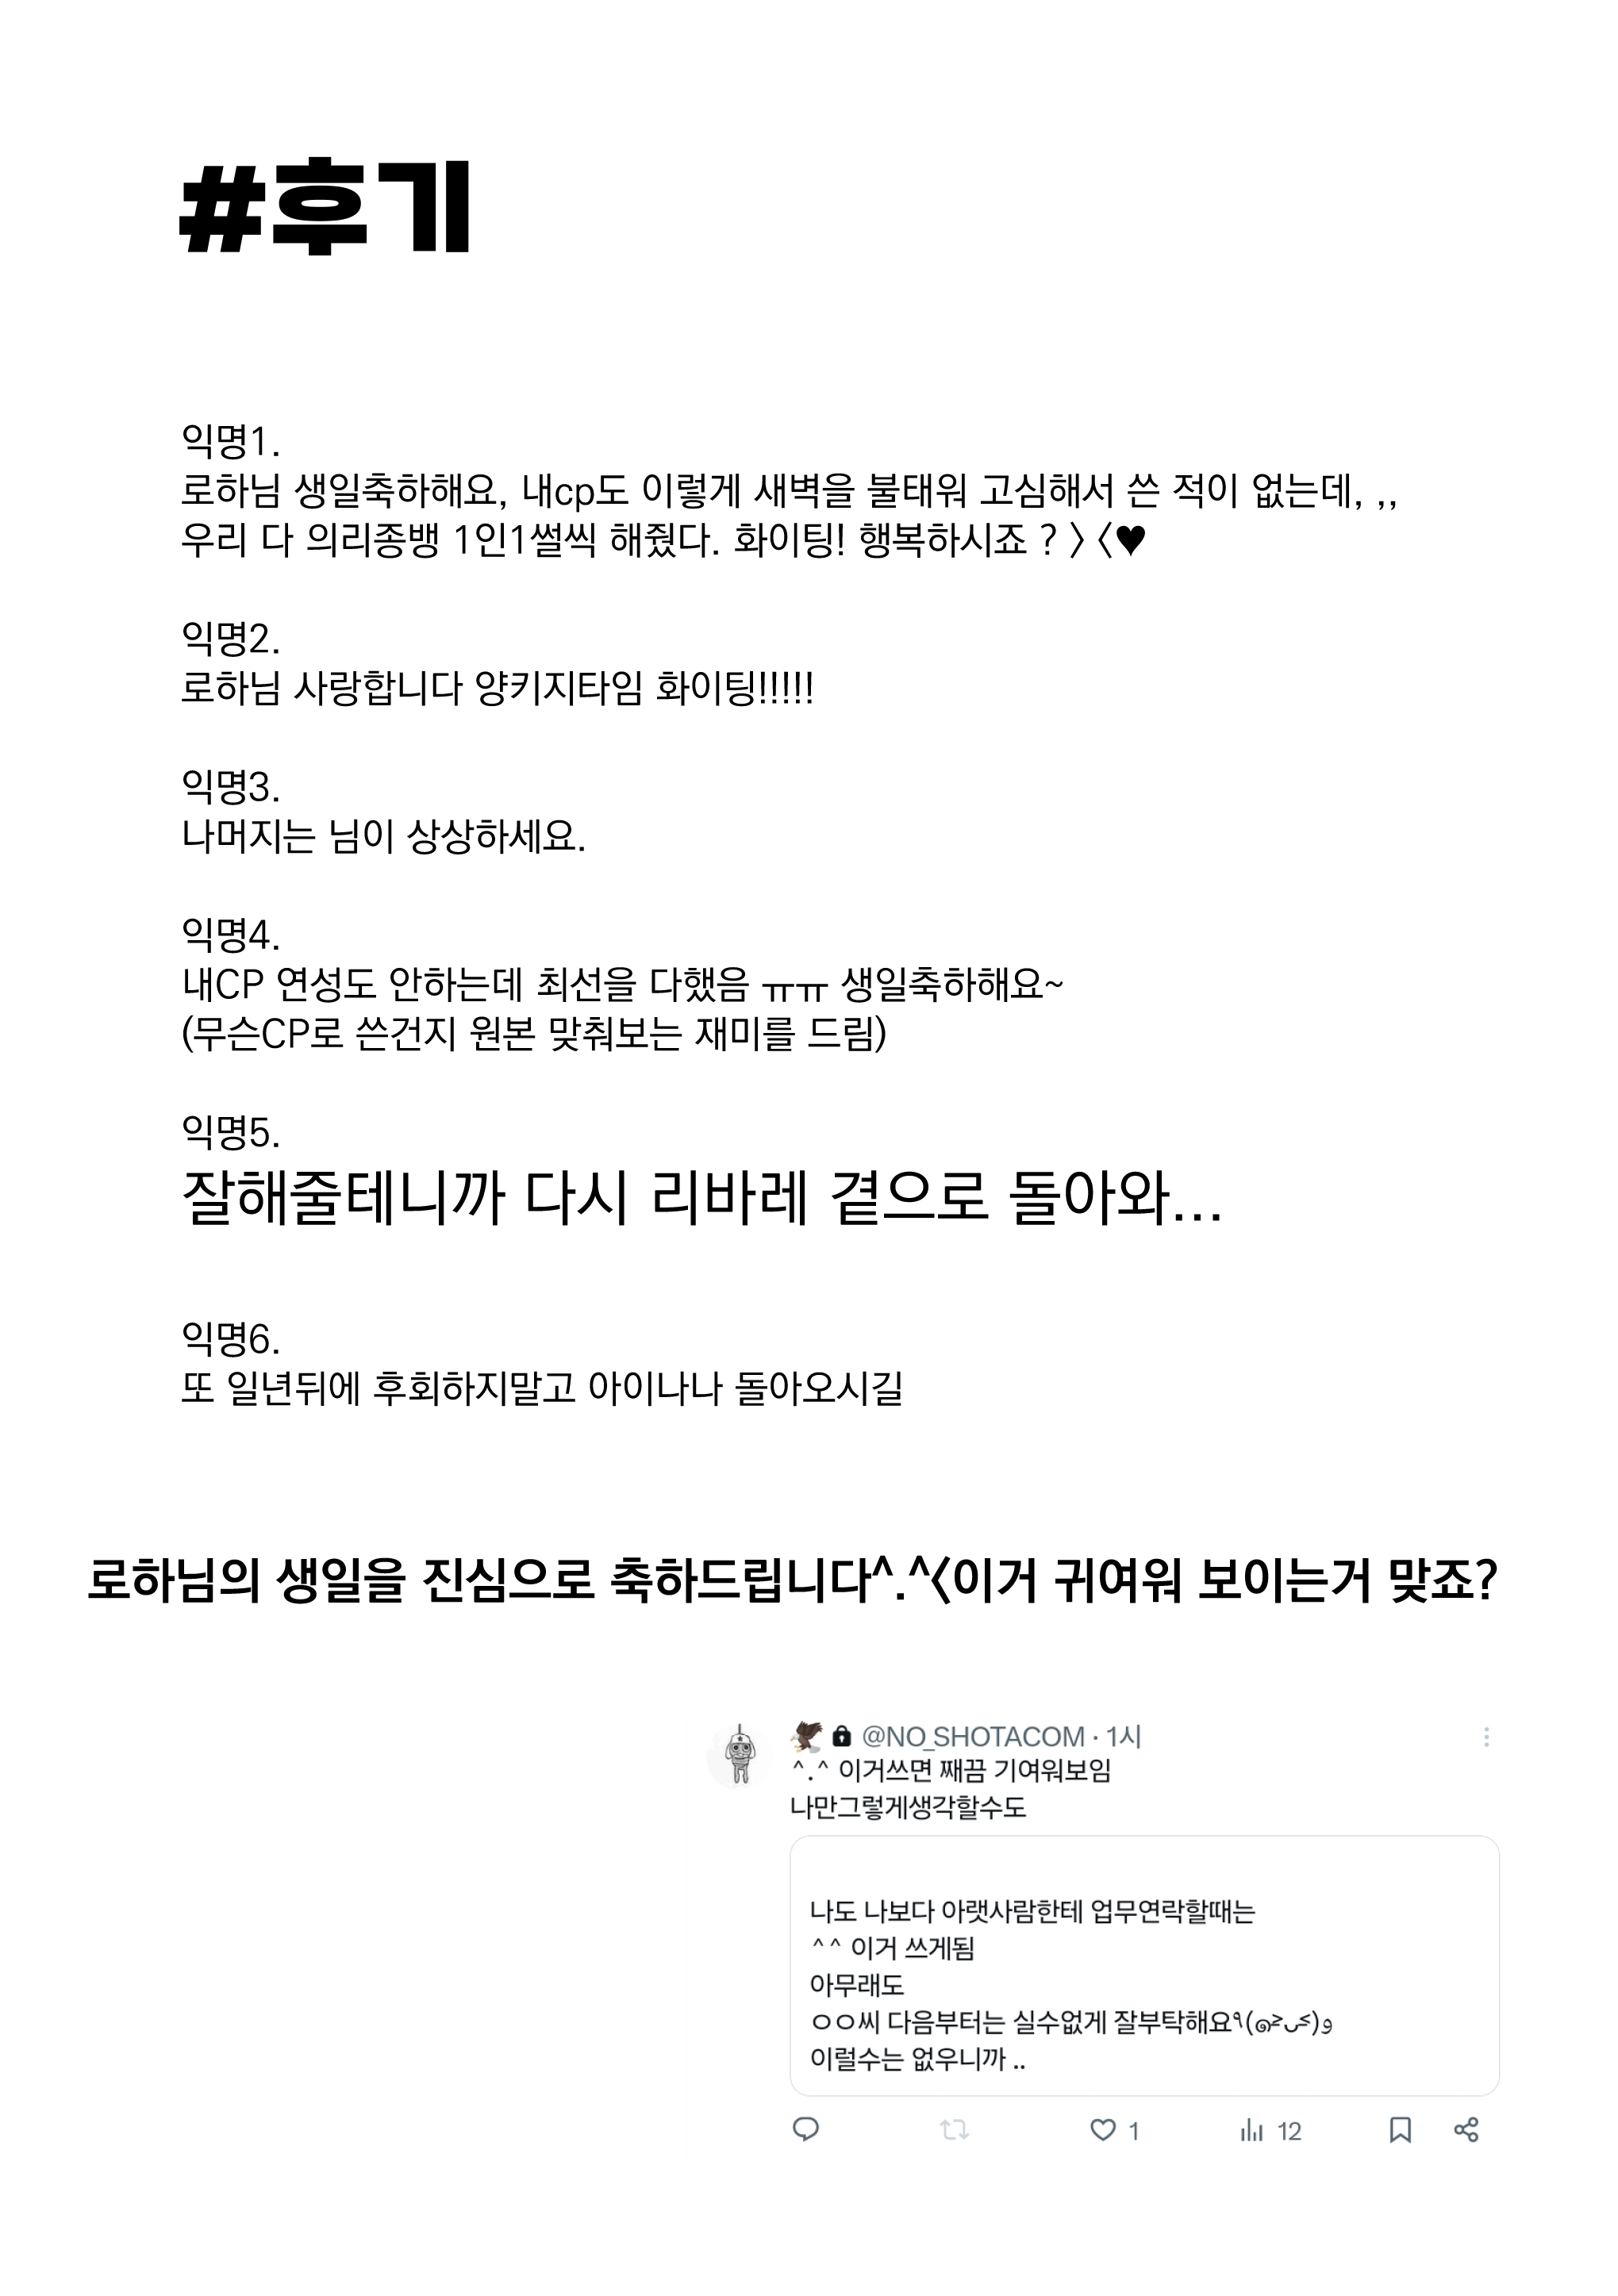 #후기
익명1.
로하님 생일축하해요, 내cp도 이렇게 새벽을 불태워 고심해서 쓴 적이 없는데, ,,
우리 다 의리종뱅 1인1썰씩 해줬다. 화이팅! 행복하시죠 ? 〉〈♥
익명2.
로하님 사랑합니다 양키지타임 화이팅!!!!!
익명3.
나머지는 님이 상상하세요.
익명4.
내CP 연성도 안하는데 최선을 다했음 ㅠㅠ 생일축하해요~
(무슨CP로 쓴건지 원본 맞춰보는 재미를 드림)
익명5.
잘해줄테니까 다시 리바레 곁으로 돌아와...
익명6.
또 일년뒤에 후회하지말고 아이나나 돌아오시길
로하님의 생일을 진심으로 축하드립니다^.^〈이거 귀여워 보이는거 맞죠?
@NO_SHOTACOM · 1시
^.^ 이거쓰면 째끔 기여워보임
나만그렇게생각할수도
나도 나보다 아랫사람한테 업무연락할때는
^^ 이거 쓰게됨
아무래도
ㅇㅇ씨 다음부터는 실수없게 잘부탁해요٩(๑˃̵ᴗ˂̵)و
이럴수는 없우니까 ..
1 12